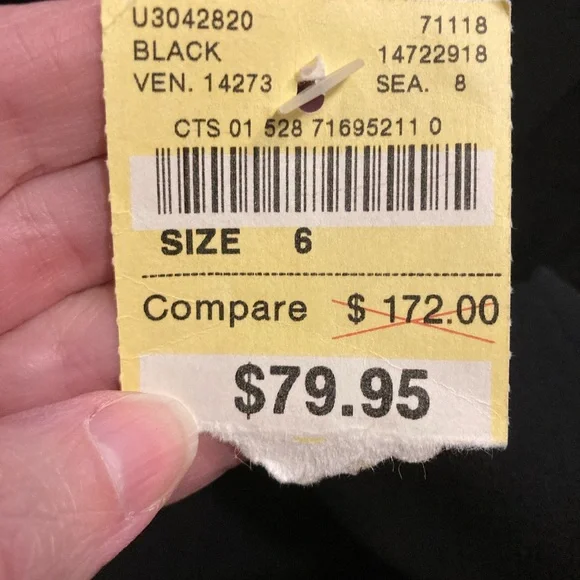 U3042820 71118
BLACK 14722918
VEN. 14273 SEA. 8
CTS 01 528 71695211 0
SIZE 6
Compare $ 172.00
$79.95